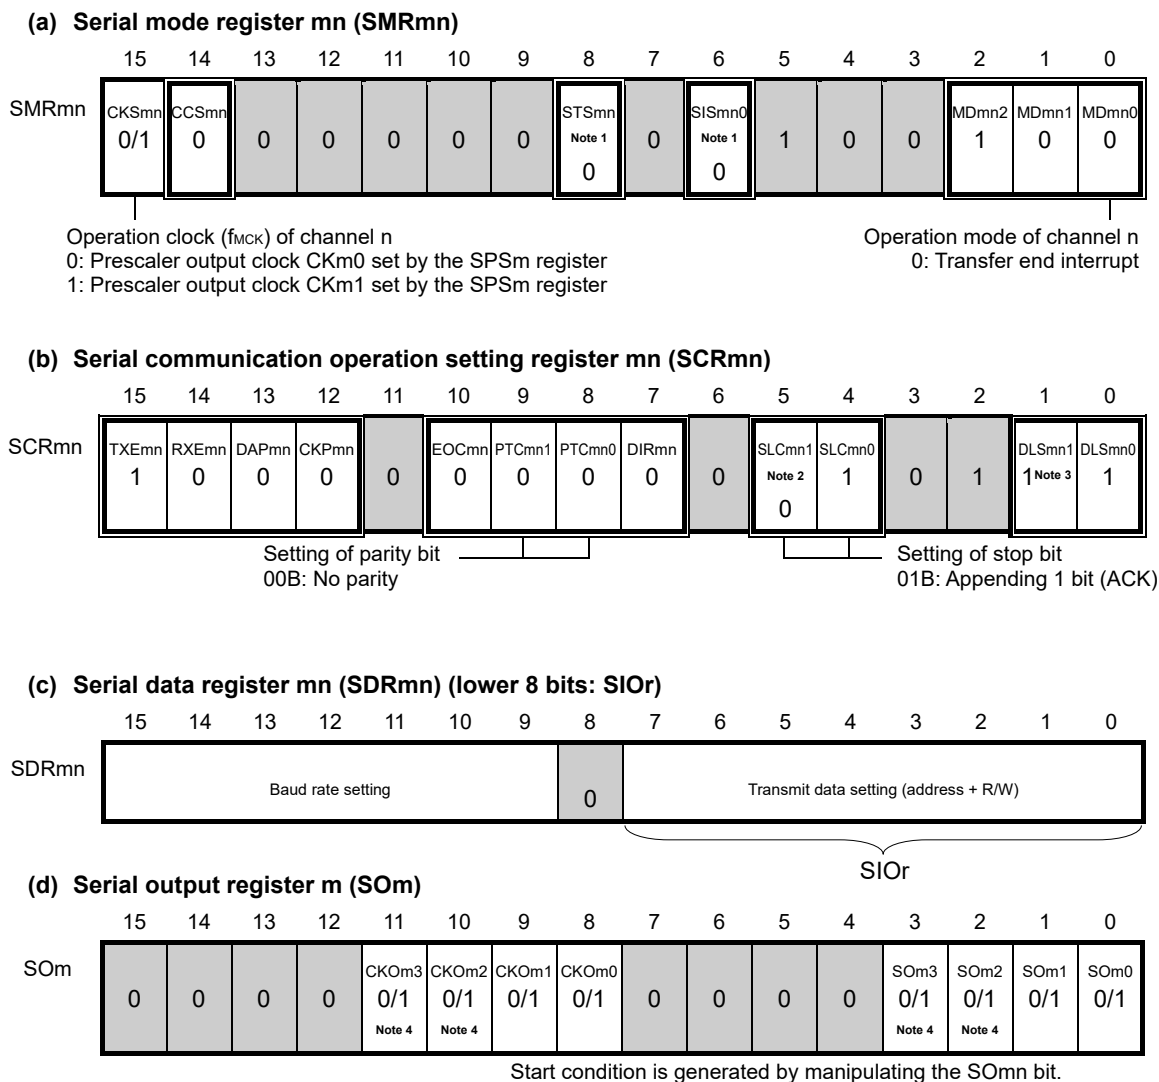 (a) Serial mode register mn (SMRmn)
15 14 13 12 11 10 9 8 7 6 5 4 3 2 1 0
SMRmn
CKSmn CCSmn STSmn SISmn0 MDmn2 MDmn1 MDmn0
Note 1 Note 1
0/1 0 0 0 0 0 0 0 0 0 1 0 0 1 0 0
Operation clock (fMCK) of channel n
0: Prescaler output clock CKm0 set by the SPSm register
1: Prescaler output clock CKm1 set by the SPSm register
Operation mode of channel n
0: Transfer end interrupt
(b) Serial communication operation setting register mn (SCRmn)
15 14 13 12 11 10 9 8 7 6 5 4 3 2 1 0
SCRmn
TXEmn RXEmn DAPmn CKPmn EOCmn PTCmn1 PTCmn0 DIRmn SLCmn1 SLCmn0 DLSmn1 DLSmn0
Note 2 Note 3
1 0 0 0 0 0 0 0 0 0 0 1 0 1 1 1
Setting of parity bit
00B: No parity
Setting of stop bit
01B: Appending 1 bit (ACK)
(c) Serial data register mn (SDRmn) (lower 8 bits: SIOr)
15 14 13 12 11 10 9 8 7 6 5 4 3 2 1 0
SDRmn
Baud rate setting 0 Transmit data setting (address + R/W)
SIOr
(d) Serial output register m (SOm)
15 14 13 12 11 10 9 8 7 6 5 4 3 2 1 0
SOm
CKOm3 CKOm2 CKOm1 CKOm0 SOm3 SOm2 SOm1 SOm0
0 0 0 0 0/1 0/1 0/1 0/1 0 0 0 0 0/1 0/1 0/1 0/1
Note 4 Note 4 Note 4 Note 4
Start condition is generated by manipulating the SOmn bit.